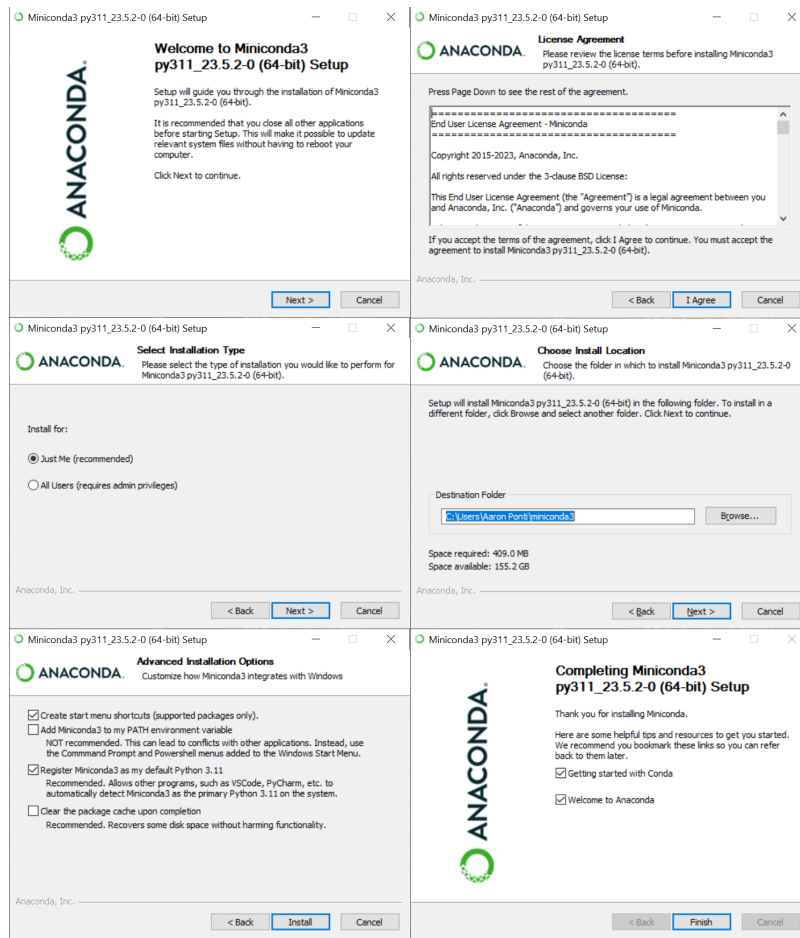 Miniconda3 py311_23.5.2-0 (64-bit) Setup
ANACONDA.
Welcome to Miniconda3
py311_23.5.2-0 (64-bit) Setup
Setup will guide you through the installation of Miniconda3
py311_23.5.2-0 (64-bit).
It is recommended that you close all other applications
before starting Setup. This will make it possible to update
relevant system files without having to reboot your
computer.
Click Next to continue.
Next >
Cancel
Miniconda3 py311_23.5.2-0 (64-bit) Setup
ANACONDA.
License Agreement
Please review the license terms before installing Miniconda3
py311_23.5.2-0 (64-bit).
Press Page Down to see the rest of the agreement.
======================================
End User License Agreement - Miniconda
======================================
Copyright 2015-2023, Anaconda, Inc.
All rights reserved under the 3-clause BSD License:
This End User License Agreement (the "Agreement") is a legal agreement between you
and Anaconda, Inc. ("Anaconda") and governs your use of Miniconda.
If you accept the terms of the agreement, click I Agree to continue. You must accept the
agreement to install Miniconda3 py311_23.5.2-0 (64-bit).
Anaconda, Inc.
< Back
I Agree
Cancel
Miniconda3 py311_23.5.2-0 (64-bit) Setup
ANACONDA.
Select Installation Type
Please select the type of installation you would like to perform for
Miniconda3 py311_23.5.2-0 (64-bit).
Install for:
Just Me (recommended)
All Users (requires admin privileges)
Anaconda, Inc.
< Back
Next >
Cancel
Miniconda3 py311_23.5.2-0 (64-bit) Setup
ANACONDA.
Choose Install Location
Choose the folder in which to install Miniconda3 py311_23.5.2-0
(64-bit).
Setup will install Miniconda3 py311_23.5.2-0 (64-bit) in the following folder. To install in a
different folder, click Browse and select another folder. Click Next to continue.
Destination Folder
C:\Users\Aaron Ponti\miniconda3
Browse...
Space required: 409.0 MB
Space available: 155.2 GB
Anaconda, Inc.
< Back
Next >
Cancel
Miniconda3 py311_23.5.2-0 (64-bit) Setup
ANACONDA.
Advanced Installation Options
Customize how Miniconda3 integrates with Windows
Create start menu shortcuts (supported packages only).
Add Miniconda3 to my PATH environment variable
NOT recommended. This can lead to conflicts with other applications. Instead, use
the Commmand Prompt and Powershell menus added to the Windows Start Menu.
Register Miniconda3 as my default Python 3.11
Recommended. Allows other programs, such as VSCode, PyCharm, etc. to
automatically detect Miniconda3 as the primary Python 3.11 on the system.
Clear the package cache upon completion
Recommended. Recovers some disk space without harming functionality.
Anaconda, Inc.
< Back
Install
Cancel
Miniconda3 py311_23.5.2-0 (64-bit) Setup
ANACONDA.
Completing Miniconda3
py311_23.5.2-0 (64-bit) Setup
Thank you for installing Miniconda.
Here are some helpful tips and resources to get you started.
We recommend you bookmark these links so you can refer
back to them later.
Getting started with Conda
Welcome to Anaconda
< Back
Finish
Cancel